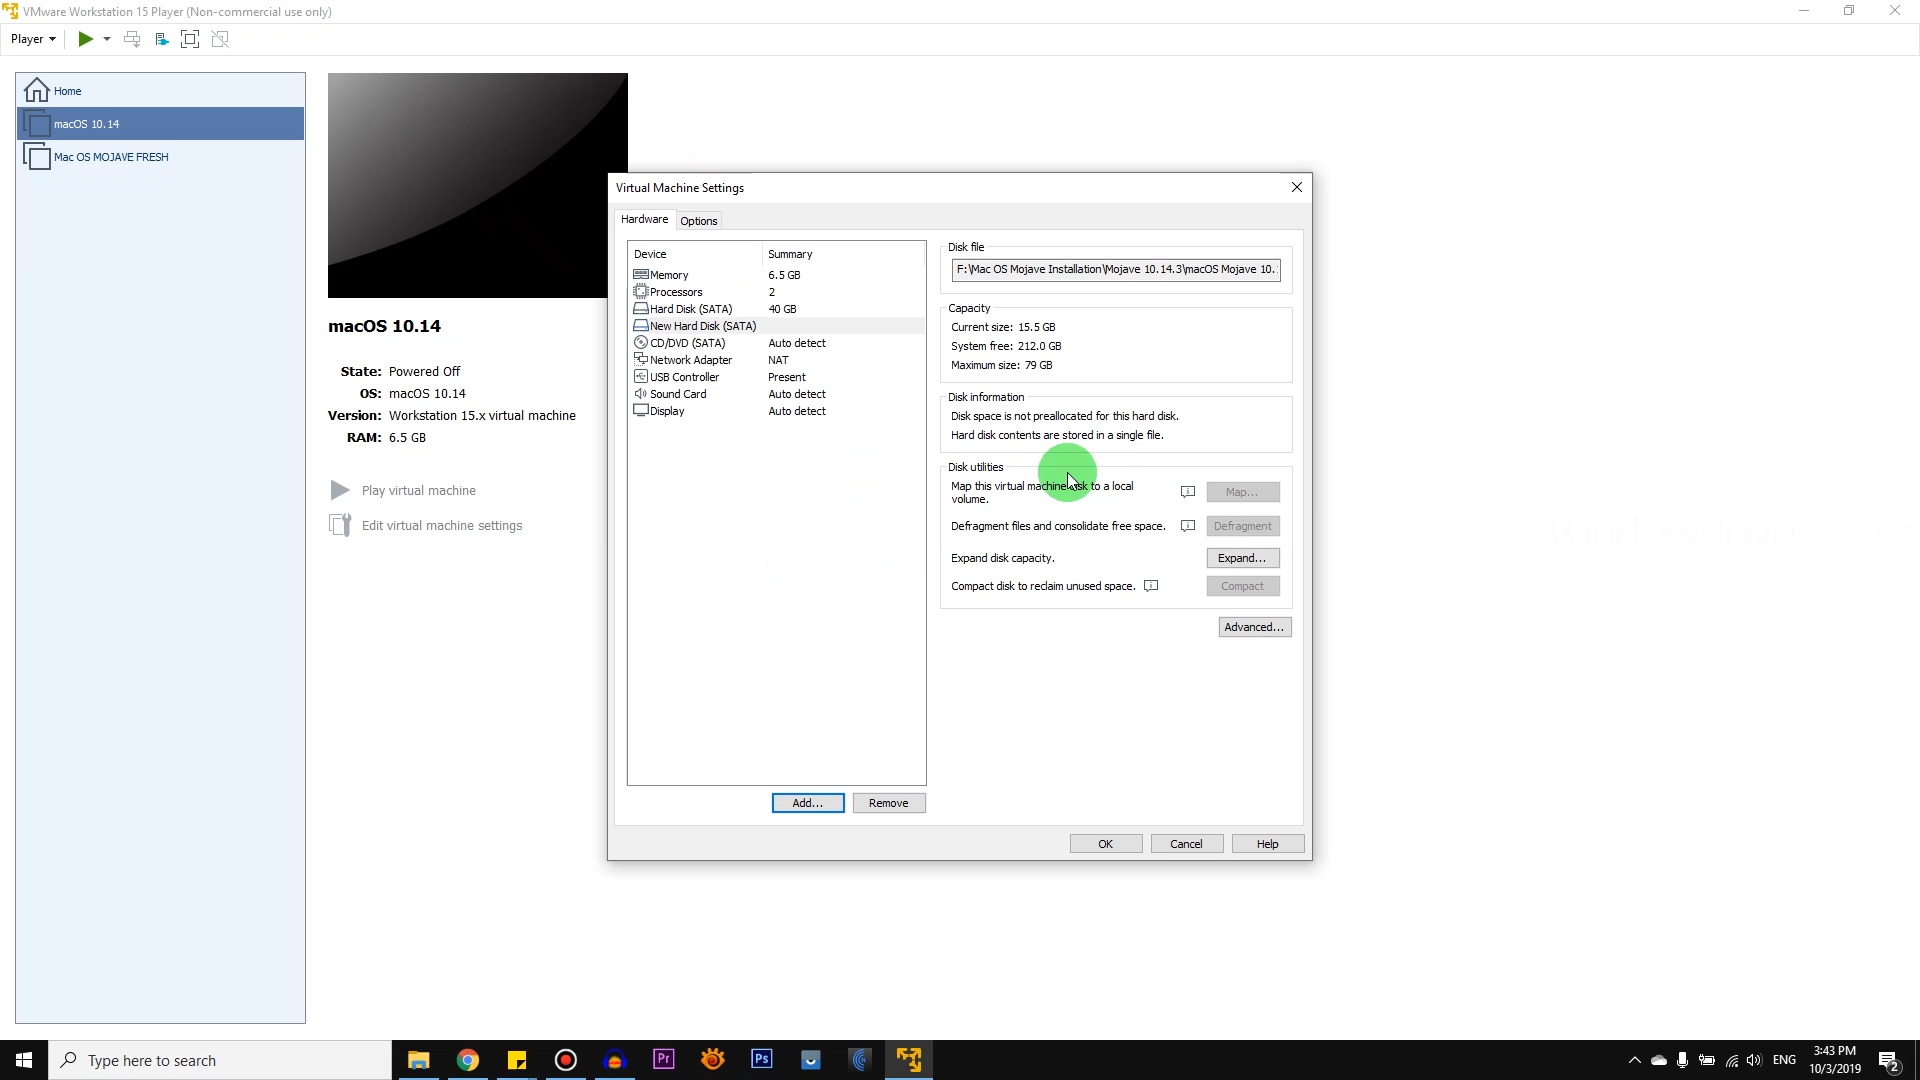 VMware Workstation 15 Player (Non-commercial use only)
Player
Home
macOS 10.14
Mac OS MOJAVE FRESH
macOS 10.14
State: Powered Off
OS: macOS 10.14
Version: Workstation 15.x virtual machine
RAM: 6.5 GB
Play virtual machine
Edit virtual machine settings
Virtual Machine Settings
Hardware Options
Device Summary
Memory 6.5 GB
Processors 2
Hard Disk (SATA) 40 GB
New Hard Disk (SATA)
CD/DVD (SATA) Auto detect
Network Adapter NAT
USB Controller Present
Sound Card Auto detect
Display Auto detect
Add... Remove
Disk file
F:\Mac OS Mojave Installation\Mojave 10.14.3\macOS Mojave 10.
Capacity
Current size: 15.5 GB
System free: 212.0 GB
Maximum size: 79 GB
Disk information
Disk space is not preallocated for this hard disk.
Hard disk contents are stored in a single file.
Disk utilities
Map this virtual machine disk to a local
volume.
Map...
Defragment files and consolidate free space.
Defragment
Expand disk capacity.
Expand...
Compact disk to reclaim unused space.
Compact
Advanced...
OK Cancel Help
Type here to search
Pr
Ps
ENG
3:43 PM
10/3/2019
2